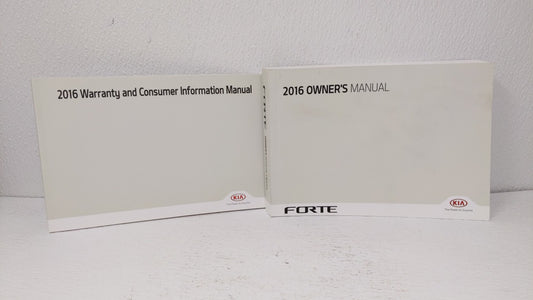 2016 Warranty and Consumer Information Manual
KIA
2016 OWNER'S MANUAL
FORTE
KIA